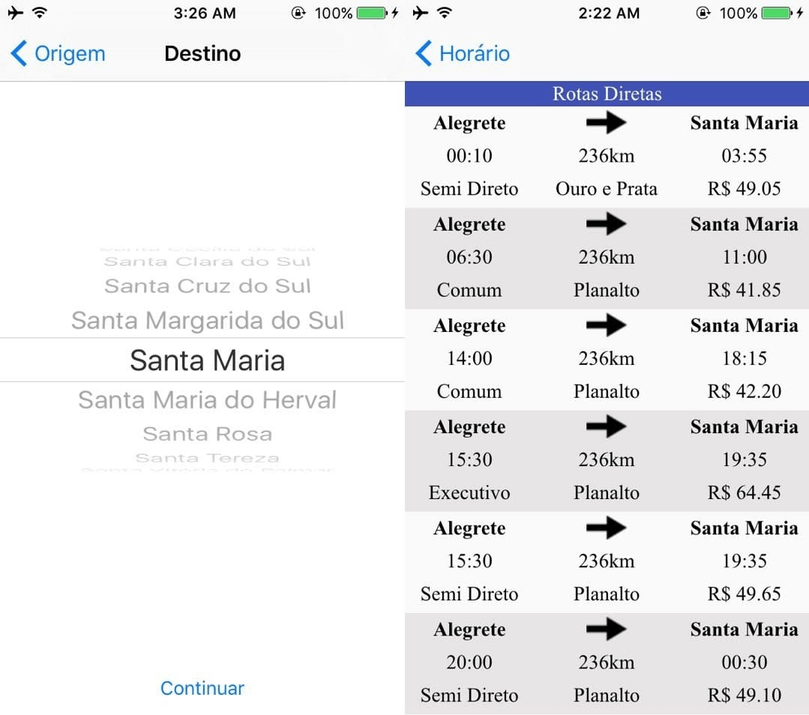 3:26 AM
100%
Origem
Destino
Santa Clara do Sul
Santa Cruz do Sul
Santa Margarida do Sul
Santa Maria
Santa Maria do Herval
Santa Rosa
Santa Tereza
Continuar
2:22 AM
100%
Horário
Rotas Diretas
Alegrete Santa Maria
00:10 236km 03:55
Semi Direto Ouro e Prata R$ 49.05
Alegrete Santa Maria
06:30 236km 11:00
Comum Planalto R$ 41.85
Alegrete Santa Maria
14:00 236km 18:15
Comum Planalto R$ 42.20
Alegrete Santa Maria
15:30 236km 19:35
Executivo Planalto R$ 64.45
Alegrete Santa Maria
15:30 236km 19:35
Semi Direto Planalto R$ 49.65
Alegrete Santa Maria
20:00 236km 00:30
Semi Direto Planalto R$ 49.10